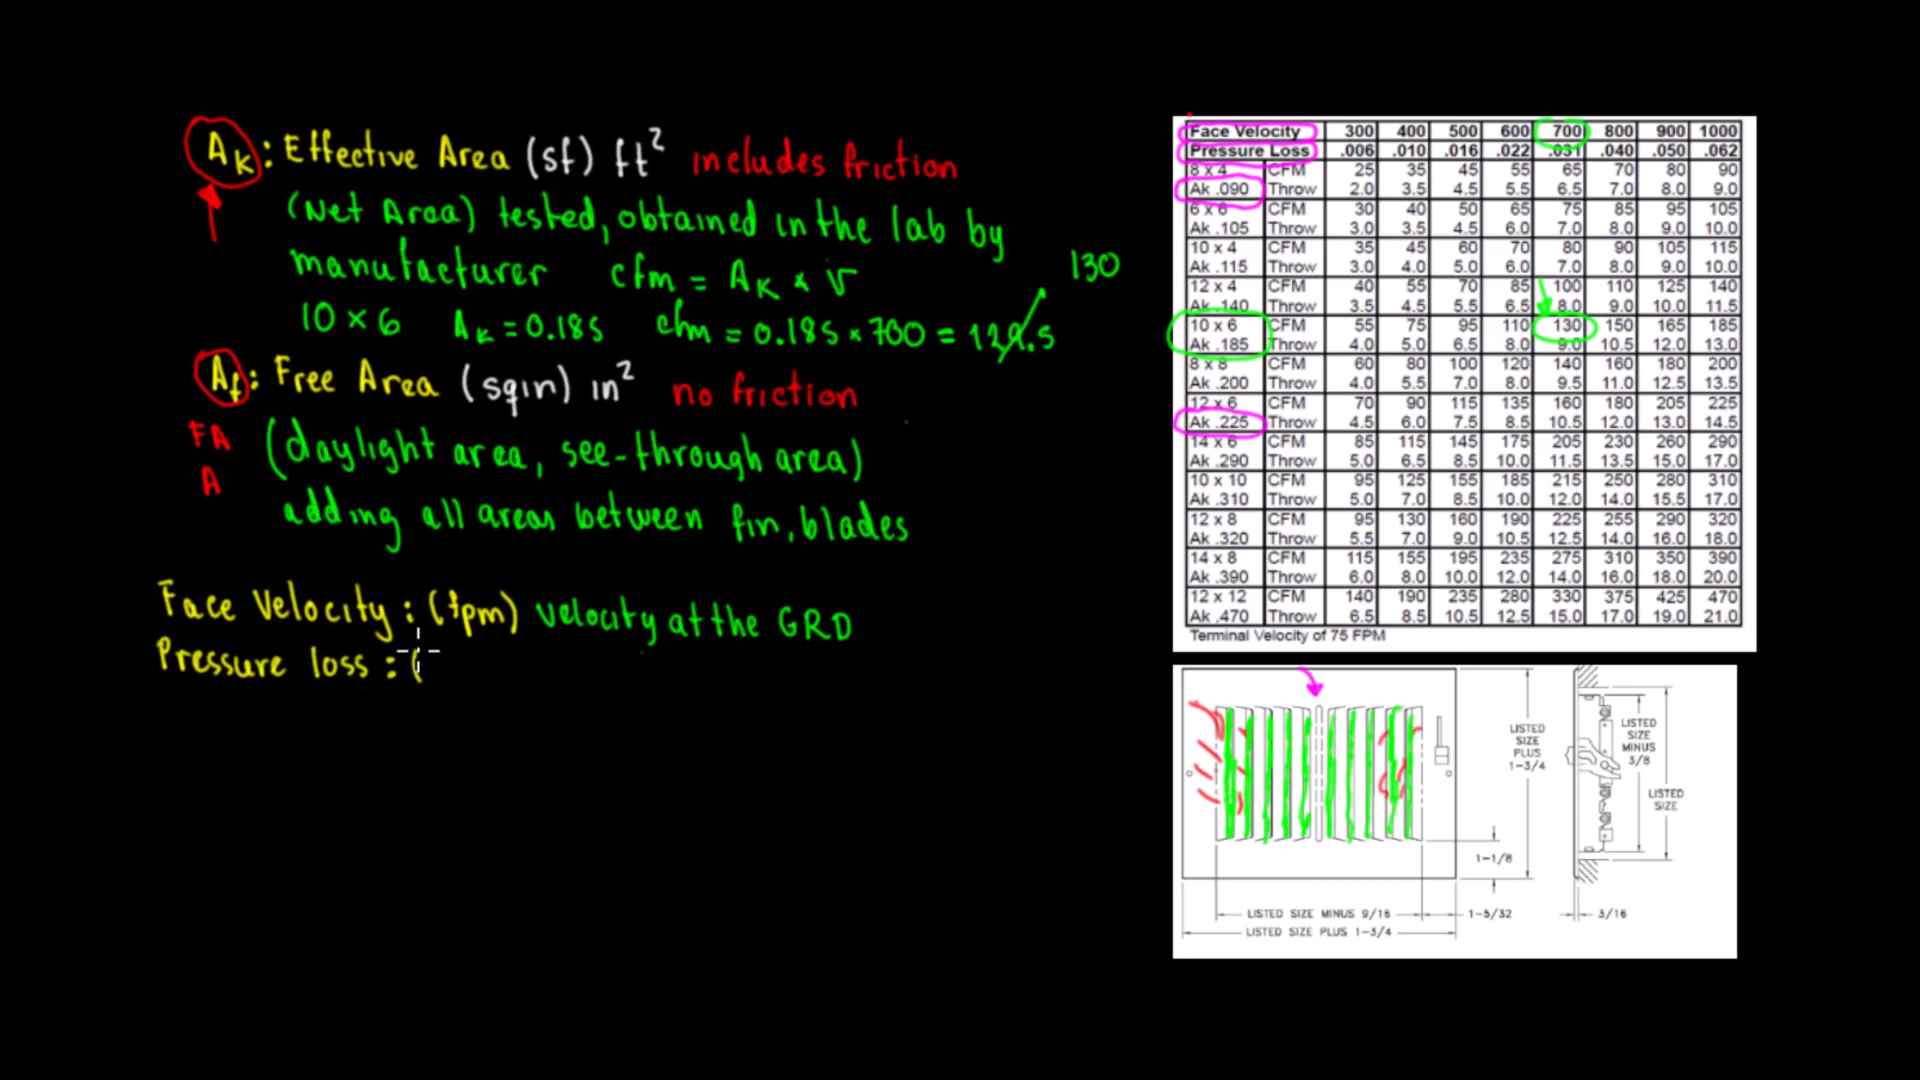 AK : Effective Area (sf) ft² includes friction
(Net Area) tested, obtained in the lab by
manufacturer cfm = AK x V
130
10 x 6 AK = 0.185 cfm = 0.185 x 700 = 129.5
Af : Free Area (sqin) in² no friction
FA (daylight area, see-through area)
A
adding all areas between fin, blades
Face Velocity : (fpm) velocity at the GRD
Pressure loss : (
Face Velocity 300 400 500 600 700 800 900 1000
Pressure Loss .006 .010 .016 .022 .031 .040 .050 .062
8 x 4 CFM 25 35 45 55 65 70 80 90
Ak .090 Throw 2.0 3.5 4.5 5.5 6.5 7.0 8.0 9.0
6 x 6 CFM 30 40 50 65 75 85 95 105
Ak .105 Throw 3.0 3.5 4.5 6.0 7.0 8.0 9.0 10.0
10 x 4 CFM 35 45 60 70 80 90 105 115
Ak .115 Throw 3.0 4.0 5.0 6.0 7.0 8.0 9.0 10.0
12 x 4 CFM 40 55 70 85 100 110 125 140
Ak .140 Throw 3.5 4.5 5.5 6.5 8.0 9.0 10.0 11.5
10 x 6 CFM 55 75 95 110 130 150 165 185
Ak .185 Throw 4.0 5.0 6.5 8.0 9.0 10.5 12.0 13.0
8 x 8 CFM 60 80 100 120 140 160 180 200
Ak .200 Throw 4.0 5.5 7.0 8.0 9.5 11.0 12.5 13.5
12 x 6 CFM 70 90 115 135 160 180 205 225
Ak .225 Throw 4.5 6.0 7.5 8.5 10.5 12.0 13.0 14.5
14 x 6 CFM 85 115 145 175 205 230 260 290
Ak .290 Throw 5.0 6.5 8.5 10.0 11.5 13.5 15.0 17.0
10 x 10 CFM 95 125 155 185 215 250 280 310
Ak .310 Throw 5.0 7.0 8.5 10.0 12.0 14.0 15.5 17.0
12 x 8 CFM 95 130 160 190 225 255 290 320
Ak .320 Throw 5.5 7.0 9.0 10.5 12.5 14.0 16.0 18.0
14 x 8 CFM 115 155 195 235 275 310 350 390
Ak .390 Throw 6.0 8.0 10.0 12.0 14.0 16.0 18.0 20.0
12 x 12 CFM 140 190 235 280 330 375 425 470
Ak .470 Throw 6.5 8.5 10.5 12.5 15.0 17.0 19.0 21.0
Terminal Velocity of 75 FPM
LISTED
SIZE
PLUS
1-3/4
LISTED
SIZE
MINUS
3/8
LISTED
SIZE
1-1/8
LISTED SIZE MINUS 9/16
1-5/32
3/16
LISTED SIZE PLUS 1-3/4